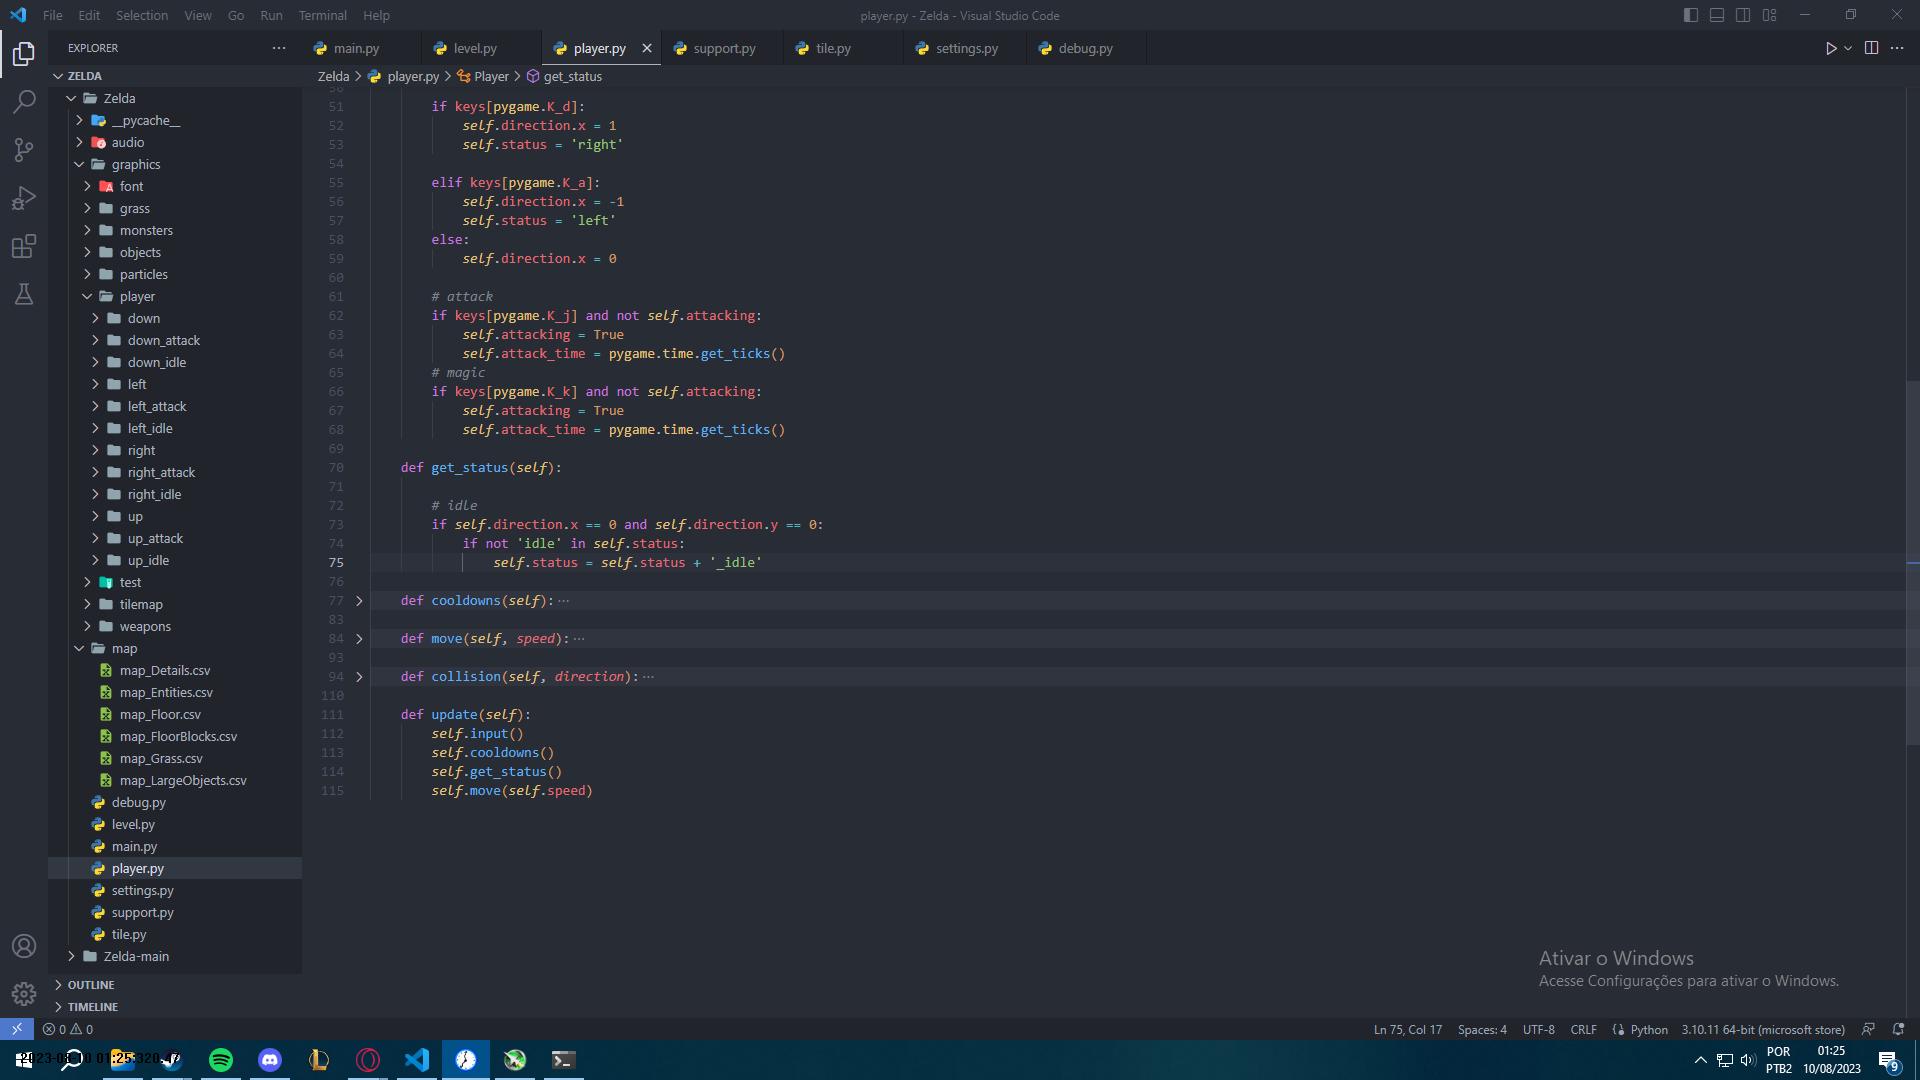 File Edit Selection View Go Run Terminal Help
player.py - Zelda - Visual Studio Code
EXPLORER
main.py level.py player.py support.py tile.py settings.py debug.py
ZELDA
Zelda > player.py > Player > get_status
Zelda
__pycache__
audio
graphics
font
grass
monsters
objects
particles
player
down
down_attack
down_idle
left
left_attack
left_idle
right
right_attack
right_idle
up
up_attack
up_idle
test
tilemap
weapons
map
map_Details.csv
map_Entities.csv
map_Floor.csv
map_FloorBlocks.csv
map_Grass.csv
map_LargeObjects.csv
debug.py
level.py
main.py
player.py
settings.py
support.py
tile.py
Zelda-main
OUTLINE
TIMELINE
50
51 if keys[pygame.K_d]:
52 self.direction.x = 1
53 self.status = 'right'
54
55 elif keys[pygame.K_a]:
56 self.direction.x = -1
57 self.status = 'left'
58 else:
59 self.direction.x = 0
60
61 # attack
62 if keys[pygame.K_j] and not self.attacking:
63 self.attacking = True
64 self.attack_time = pygame.time.get_ticks()
65 # magic
66 if keys[pygame.K_k] and not self.attacking:
67 self.attacking = True
68 self.attack_time = pygame.time.get_ticks()
69
70 def get_status(self):
71
72 # idle
73 if self.direction.x == 0 and self.direction.y == 0:
74 if not 'idle' in self.status:
75 self.status = self.status + '_idle'
76
77 def cooldowns(self): ···
83
84 def move(self, speed): ···
93
94 def collision(self, direction): ···
110
111 def update(self):
112 self.input()
113 self.cooldowns()
114 self.get_status()
115 self.move(self.speed)
Ativar o Windows
Acesse Configurações para ativar o Windows.
0 0
Ln 75, Col 17 Spaces: 4 UTF-8 CRLF Python 3.10.11 64-bit (microsoft store)
POR
PTB2
01:25
10/08/2023
9